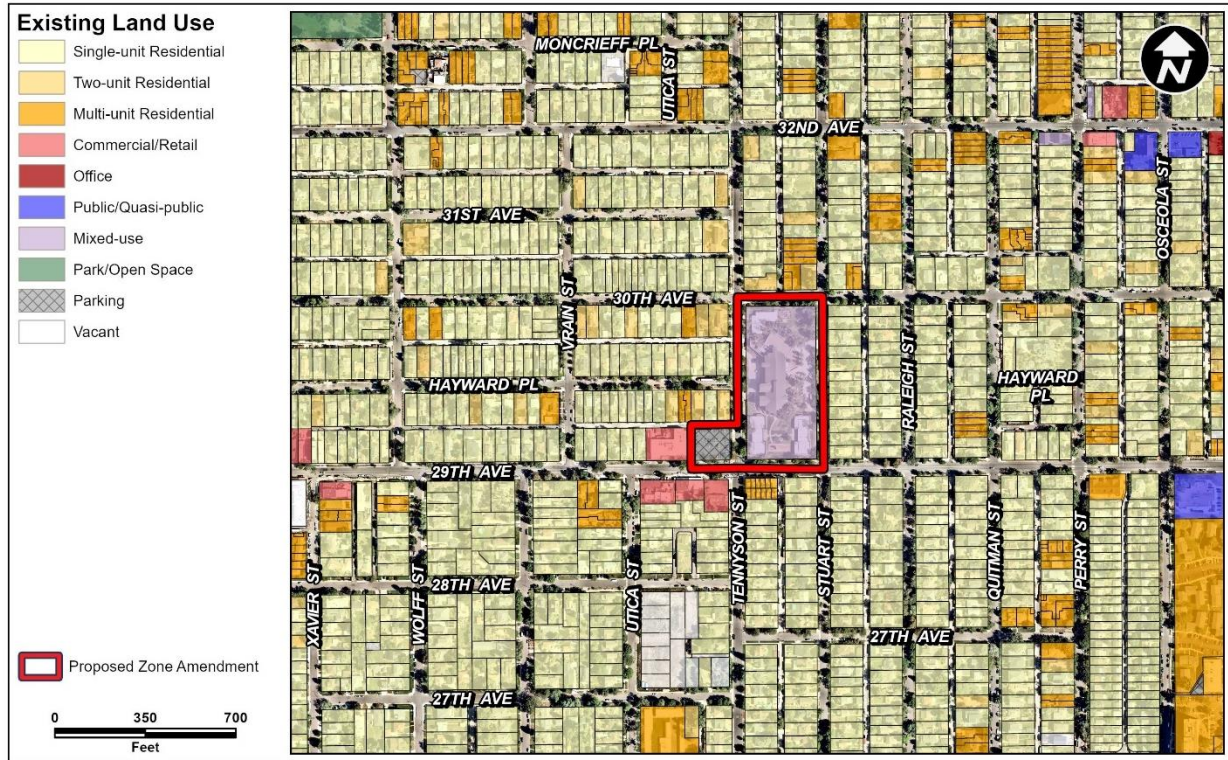 Existing Land Use
Single-unit Residential
Two-unit Residential
Multi-unit Residential
Commercial/Retail
Office
Public/Quasi-public
Mixed-use
Park/Open Space
Parking
Vacant
Proposed Zone Amendment
0 350 700
Feet
N
MONCRIEFF PL
UTICA ST
32ND AVE
31ST AVE
OSCEOLA ST
30TH AVE
VRAIN ST
RALEIGH ST
HAYWARD PL
HAYWARD
PL
29TH AVE
TENNYSON ST
STUART ST
QUITMAN ST
PERRY ST
XAVIER ST
WOLFF ST
28TH AVE
UTICA ST
27TH AVE
27TH AVE